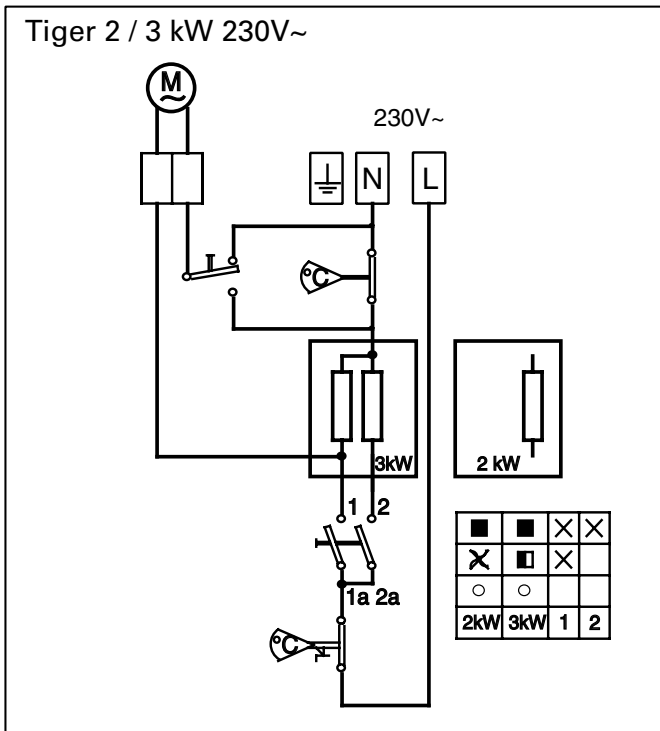 Tiger 2 / 3 kW 230V~
M
~
230V~
N L
°C
3kW
2 kW
1 2
1a 2a
°C
X X
X
2kW 3kW 1 2